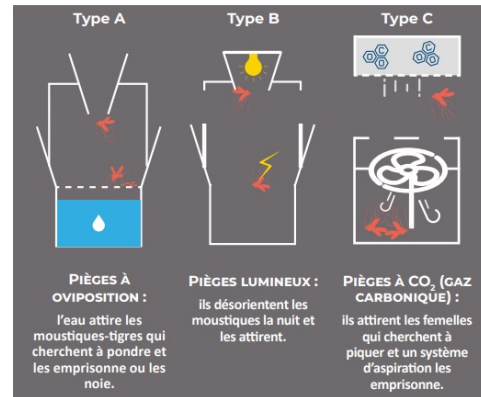 Type A
PIÈGES À
OVIPOSITION :
l'eau attire les
moustiques-tigres qui
cherchent à pondre et
les emprisonne ou les
noie.
Type B
PIÈGES LUMINEUX :
ils désorientent les
moustiques la nuit et
les attirent.
Type C
C
O
O
O
C
O
PIÈGES À CO₂ (GAZ
CARBONIQUE) :
ils attirent les femelles
qui cherchent à
piquer et un système
d'aspiration les
emprisonne.